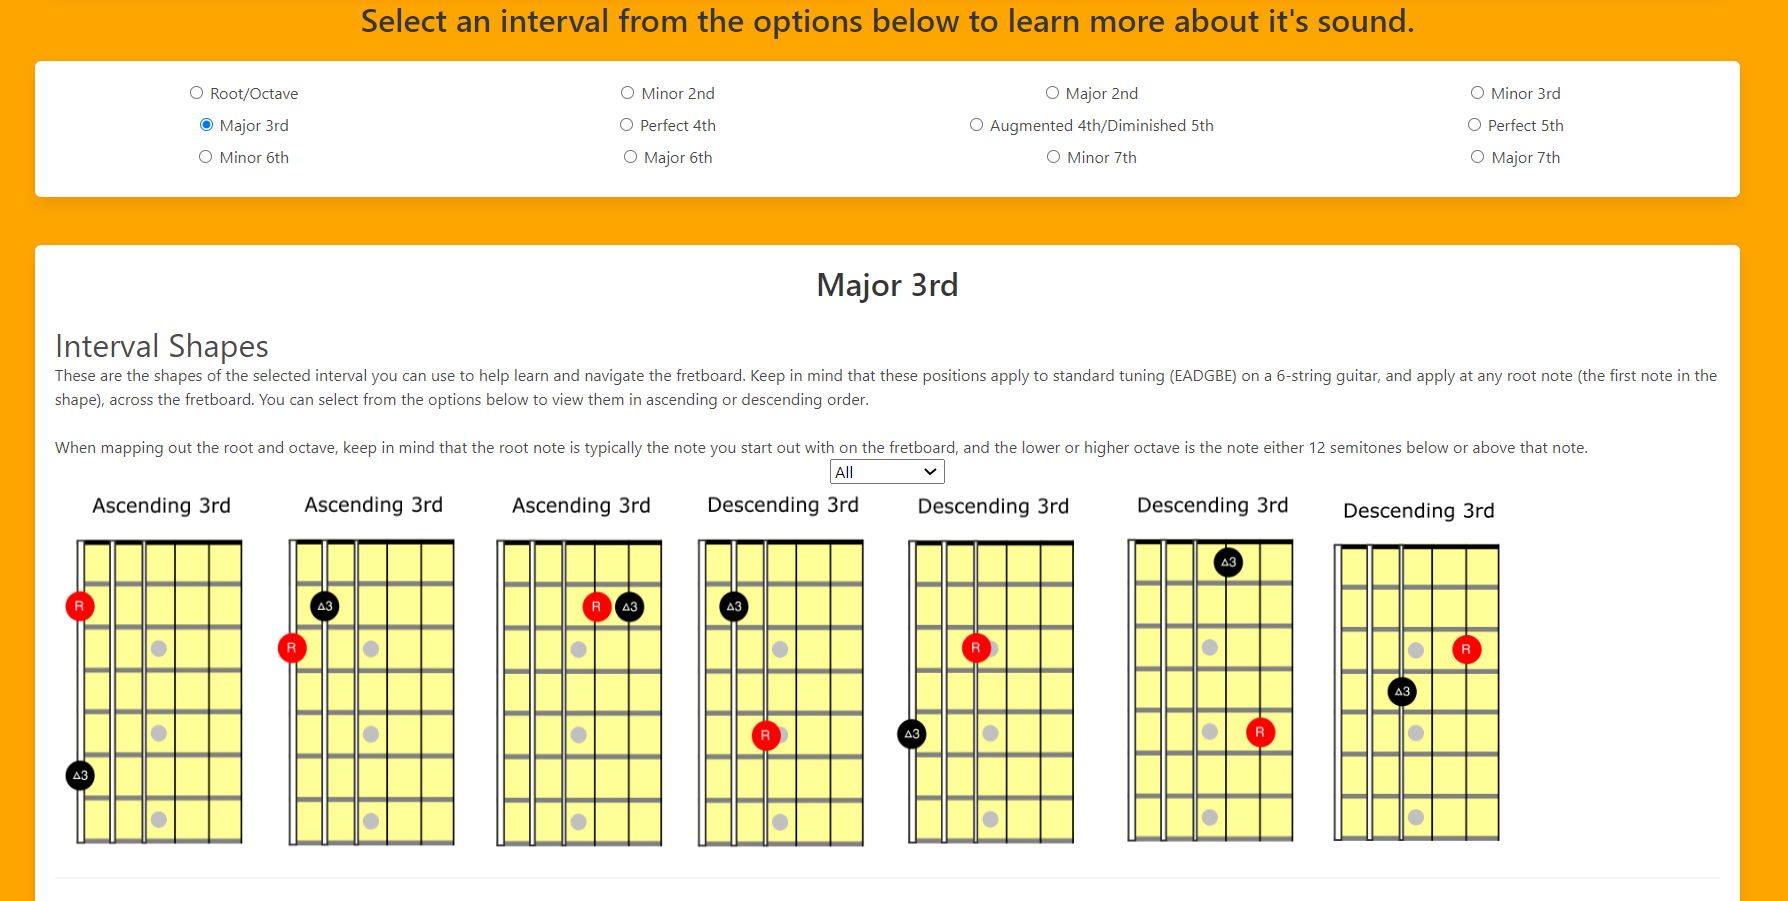 Select an interval from the options below to learn more about it's sound.
Root/Octave Minor 2nd Major 2nd Minor 3rd
Major 3rd Perfect 4th Augmented 4th/Diminished 5th Perfect 5th
Minor 6th Major 6th Minor 7th Major 7th
Major 3rd
Interval Shapes
These are the shapes of the selected interval you can use to help learn and navigate the fretboard. Keep in mind that these positions apply to standard tuning (EADGBE) on a 6-string guitar, and apply at any root note (the first note in the
shape), across the fretboard. You can select from the options below to view them in ascending or descending order.
When mapping out the root and octave, keep in mind that the root note is typically the note you start out with on the fretboard, and the lower or higher octave is the note either 12 semitones below or above that note.
All
Ascending 3rd
R
Δ3
Ascending 3rd
Δ3
R
Ascending 3rd
R Δ3
Descending 3rd
Δ3
R
Descending 3rd
R
Δ3
Descending 3rd
Δ3
R
Descending 3rd
R
Δ3